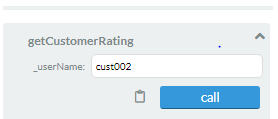 getCustomerRating
_userName: cust002
call